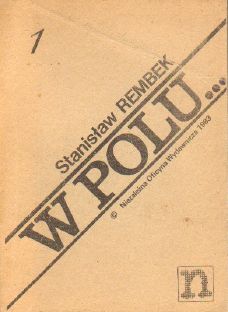 1
Stanisław REMBEK
W POLU...
© Niezależna Oficyna Wydawnicza 1983
n